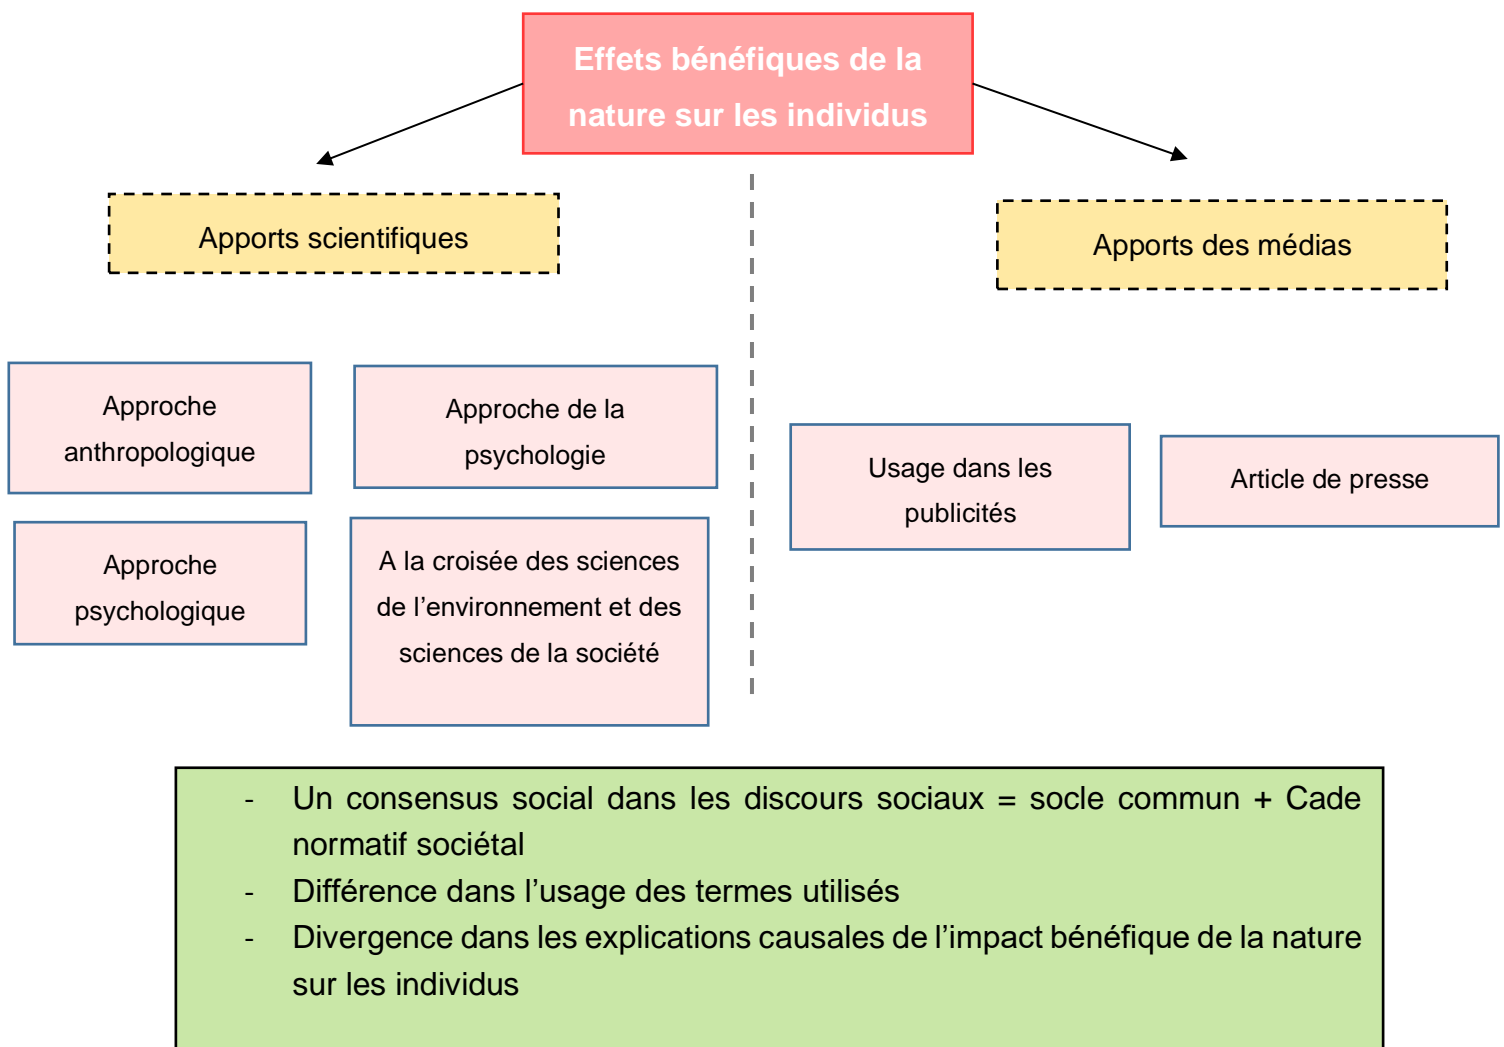 Effets bénéfiques de la
nature sur les individus
Apports scientifiques
Apports des médias
Approche
anthropologique
Approche de la
psychologie
Approche
psychologique
A la croisée des sciences
de l’environnement et des
sciences de la société
Usage dans les
publicités
Article de presse
- Un consensus social dans les discours sociaux = socle commun + Cade
normatif sociétal
- Différence dans l’usage des termes utilisés
- Divergence dans les explications causales de l’impact bénéfique de la nature
sur les individus